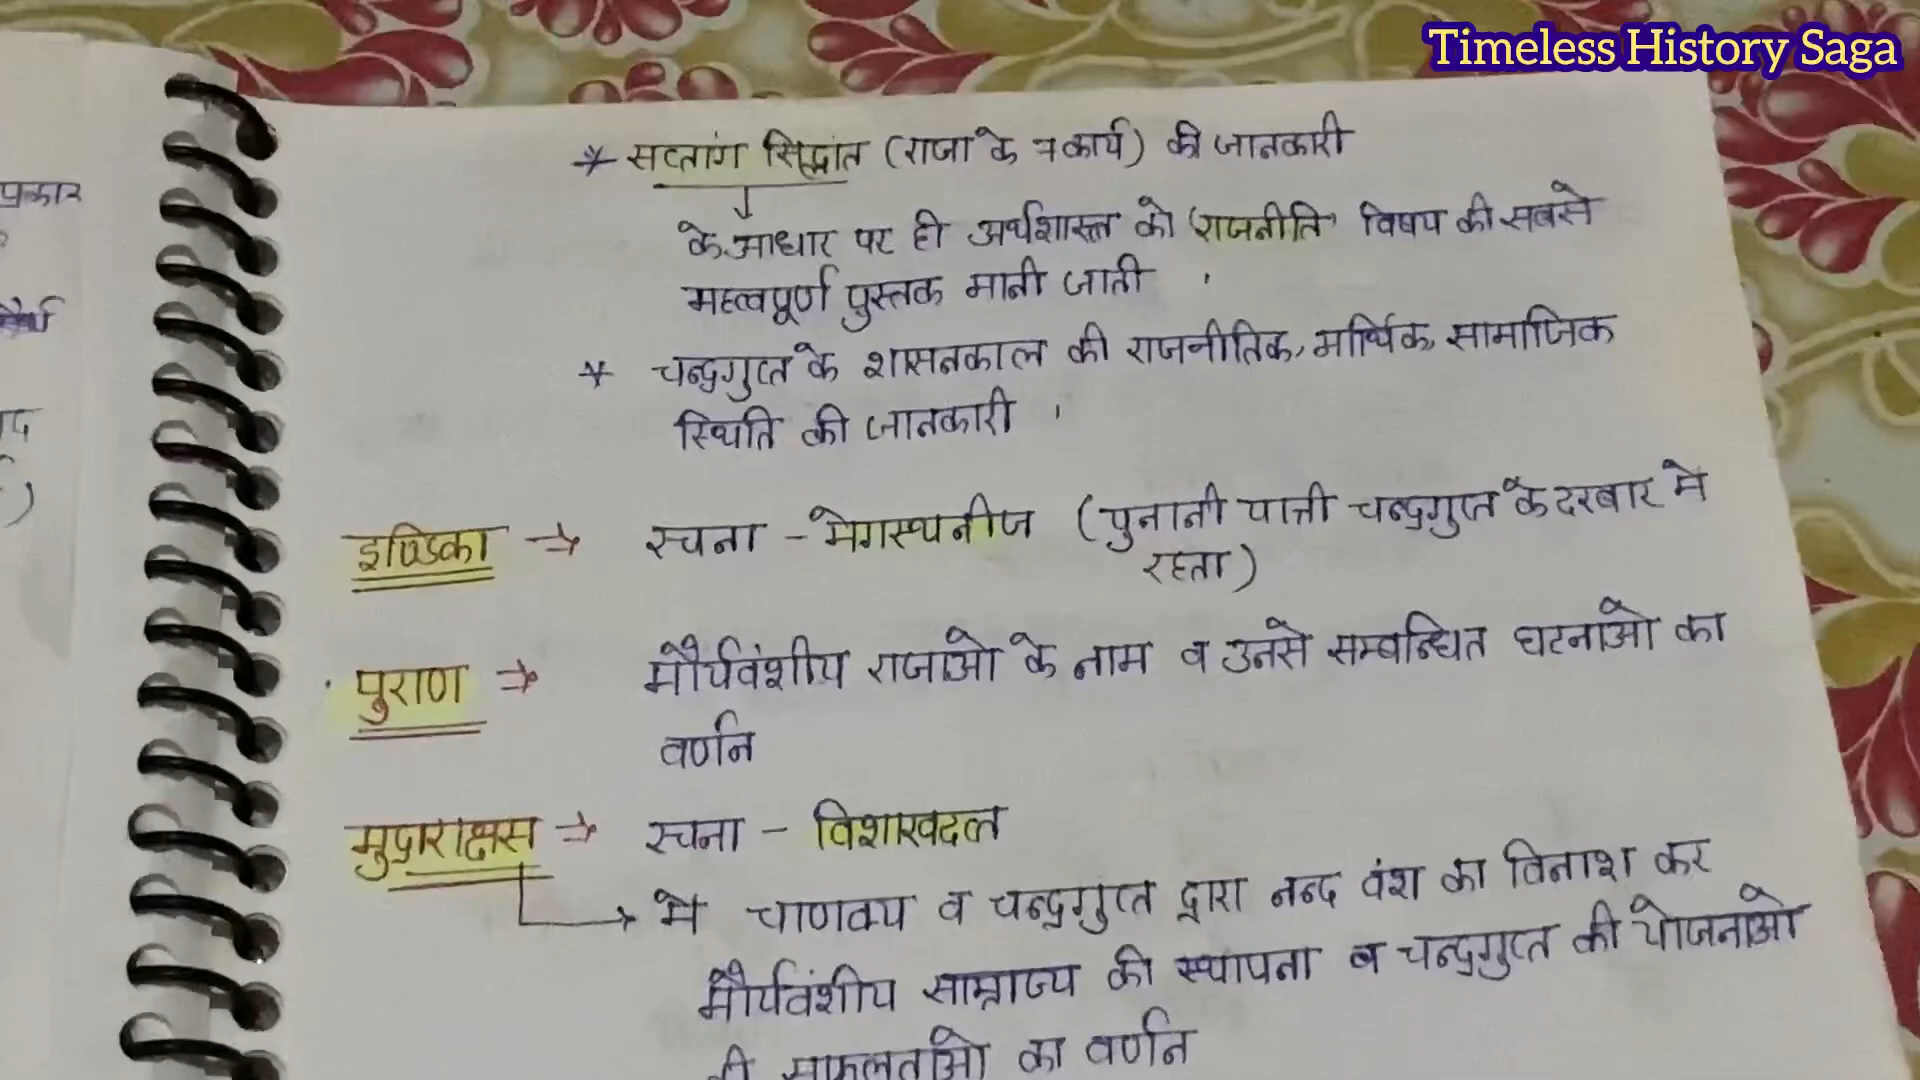 Timeless History Saga
* सप्तांग सिद्धांत (राजा के 7 कार्य) की जानकारी
के आधार पर ही अर्थशास्त्र को 'राजनीति' विषय की सबसे
महत्वपूर्ण पुस्तक मानी जाती
* चन्द्रगुप्त के शासनकाल की राजनीतिक, आर्थिक, सामाजिक
स्थिति की जानकारी
इण्डिका → रचना - मेगस्थनीज (युनानी यात्री चन्द्रगुप्त के दरबार मे
रहता)
पुराण → मौर्यवंशीय राजाओ के नाम व उनसे सम्बन्धित घटनाओ का
वर्णन
मुद्राराक्षस → रचना - विशाखदत्त
मे चाणक्य व चन्द्रगुप्त द्वारा नन्द वंश का विनाश कर
मौर्यवंशीय साम्राज्य की स्थापना व चन्द्रगुप्त की योजनाओ
की सफलताओ का वर्णन
प्रकार